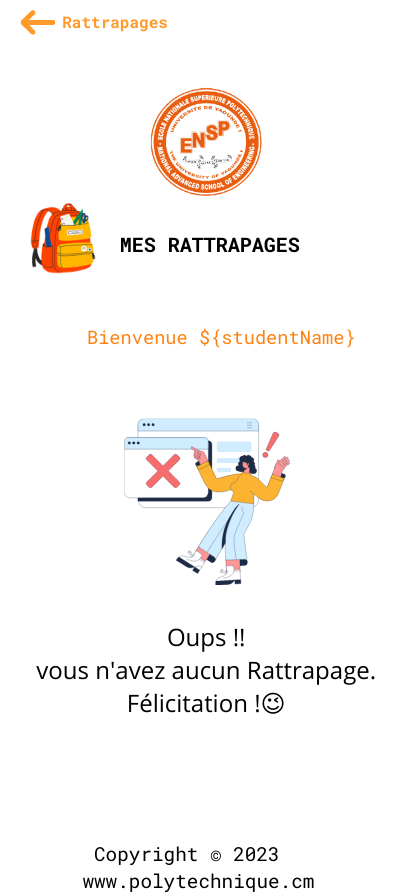 Rattrapages
ECOLE NATIONALE SUPERIEURE POLYTECHNIQUE
UNIVERSITE DE YAOUNDE I
ENSP
THE UNIVERSITY OF YAOUNDE I
NATIONAL ADVANCED SCHOOL OF ENGINEERING
MES RATTRAPAGES
Bienvenue ${studentName}
Oups !!
vous n'avez aucun Rattrapage.
Félicitation !😉
Copyright © 2023
www.polytechnique.cm